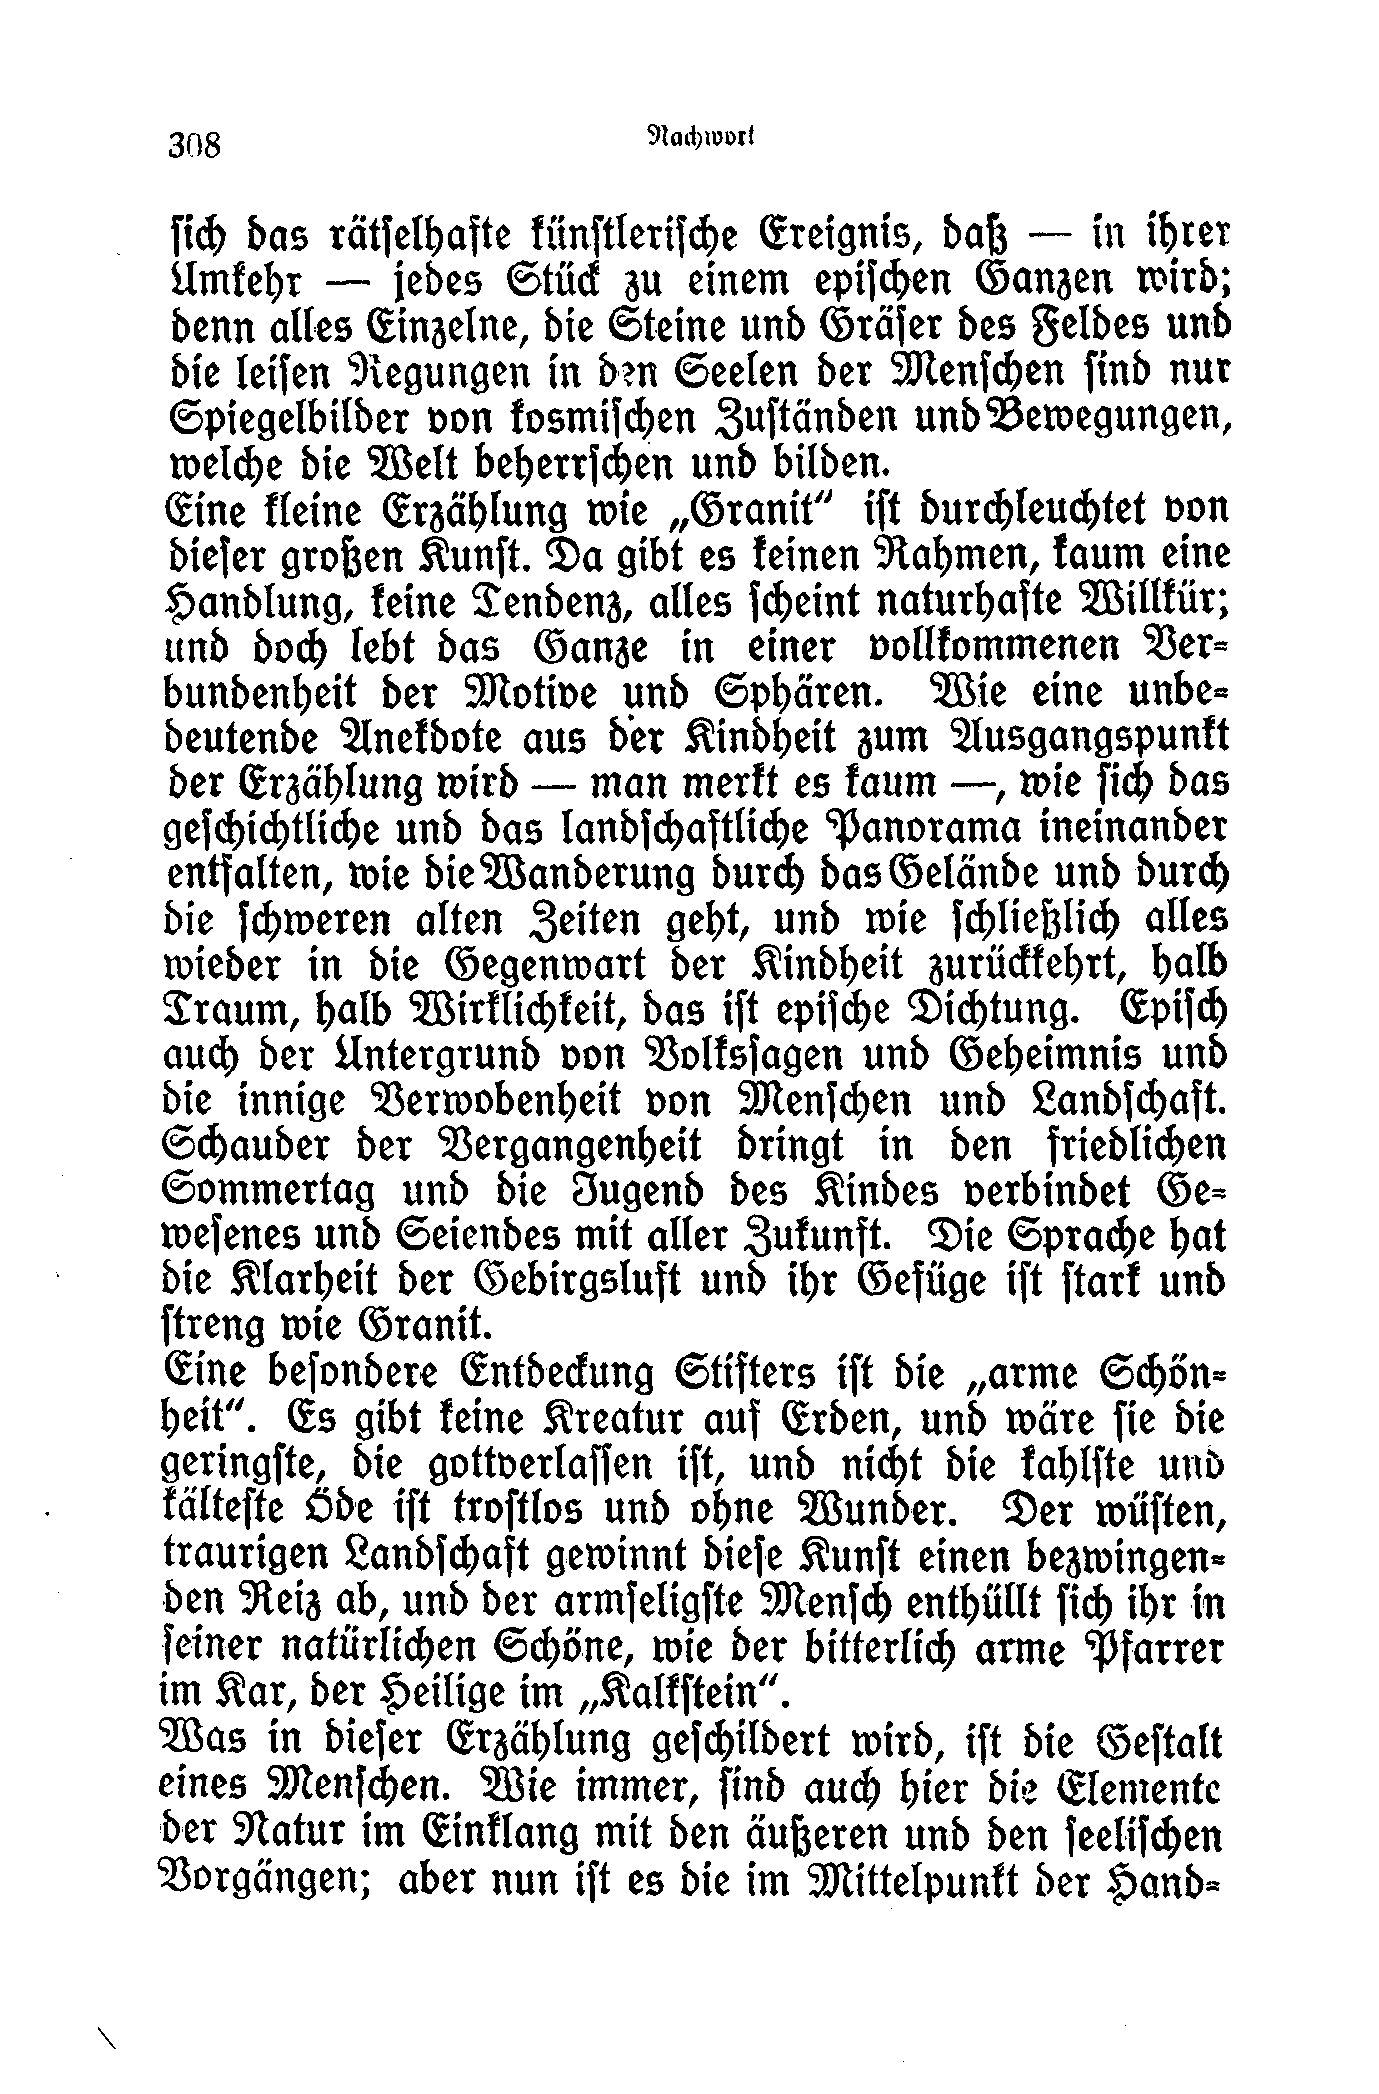 308
Nachwort
sich das rätselhafte künstlerische Ereignis, daß — in ihrer
Umkehr — jedes Stück zu einem epischen Ganzen wird;
denn alles Einzelne, die Steine und Gräser des Feldes und
die leisen Regungen in den Seelen der Menschen sind nur
Spiegelbilder von kosmischen Zuständen und Bewegungen,
welche die Welt beherrschen und bilden.
Eine kleine Erzählung wie „Granit“ ist durchleuchtet von
dieser großen Kunst. Da gibt es keinen Rahmen, kaum eine
Handlung, keine Tendenz, alles scheint naturhafte Willkür;
und doch lebt das Ganze in einer vollkommenen Ver-
bundenheit der Motive und Sphären. Wie eine unbe-
deutende Anekdote aus der Kindheit zum Ausgangspunkt
der Erzählung wird — man merkt es kaum —, wie sich das
geschichtliche und das landschaftliche Panorama ineinander
entfalten, wie die Wanderung durch das Gelände und durch
die schweren alten Zeiten geht, und wie schließlich alles
wieder in die Gegenwart der Kindheit zurückkehrt, halb
Traum, halb Wirklichkeit, das ist epische Dichtung. Episch
auch der Untergrund von Volkssagen und Geheimnis und
die innige Verwobenheit von Menschen und Landschaft.
Schauder der Vergangenheit dringt in den friedlichen
Sommertag und die Jugend des Kindes verbindet Ge-
wesenes und Seiendes mit aller Zukunft. Die Sprache hat
die Klarheit der Gebirgsluft und ihr Gefüge ist stark und
streng wie Granit.
Eine besondere Entdeckung Stifters ist die „arme Schön-
heit“. Es gibt keine Kreatur auf Erden, und wäre sie die
geringste, die gottverlassen ist, und nicht die kahlste und
kälteste Öde ist trostlos und ohne Wunder. Der wüsten,
traurigen Landschaft gewinnt diese Kunst einen bezwingen-
den Reiz ab, und der armseligste Mensch enthüllt sich ihr in
seiner natürlichen Schöne, wie der bitterlich arme Pfarrer
im Kar, der Heilige im „Kalkstein“.
Was in dieser Erzählung geschildert wird, ist die Gestalt
eines Menschen. Wie immer, sind auch hier die Elemente
der Natur im Einklang mit den äußeren und den seelischen
Vorgängen; aber nun ist es die im Mittelpunkt der Hand-